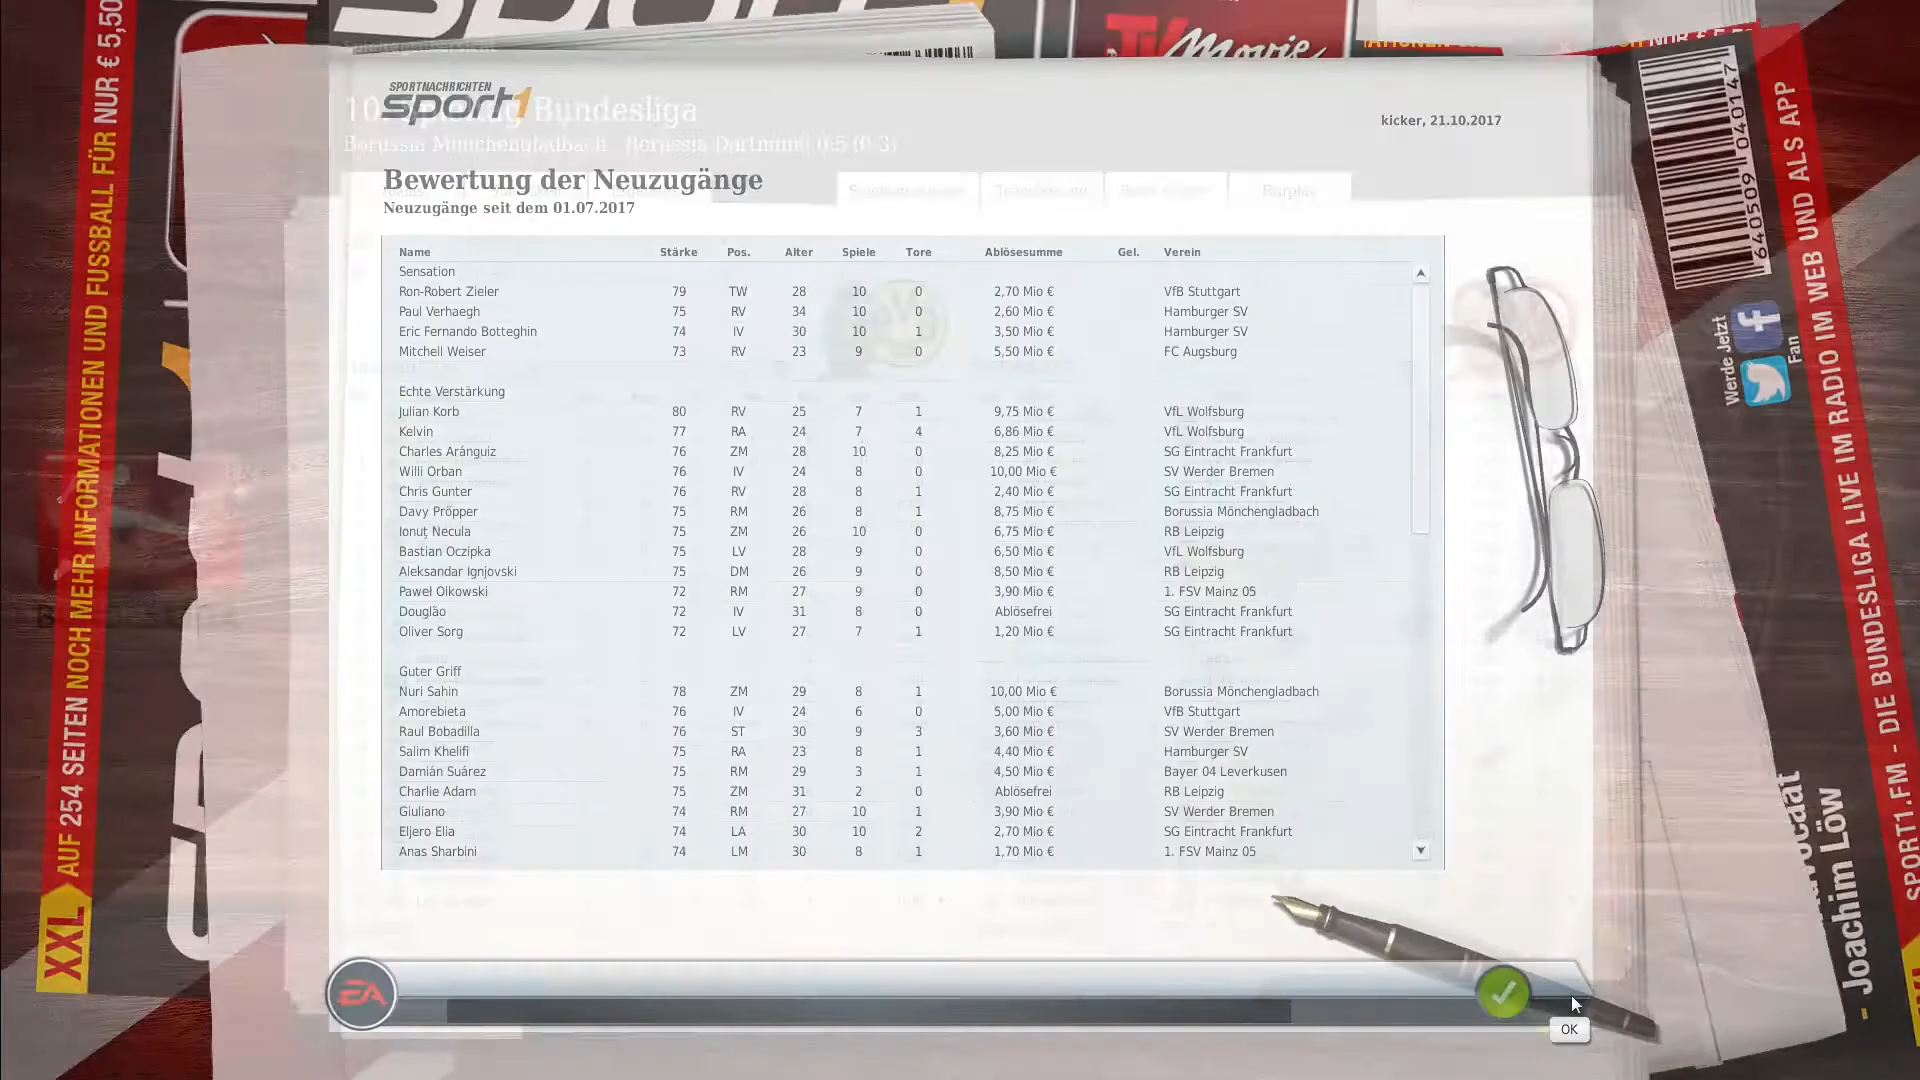 TV Movie
AUF 254 SEITEN NOCH MEHR INFORMATIONEN UND FUSSBALL FÜR NUR € 5,50
XXL
SPORTNACHRICHTEN
sport1
10. Spieltag Bundesliga
Borussia Mönchengladbach - Borussia Dortmund 0:5 (0:3)
kicker, 21.10.2017
Bewertung der Neuzugänge
Neuzugänge seit dem 01.07.2017
Fairplay
Name Stärke Pos. Alter Spiele Tore Ablösesumme Gel. Verein
Sensation
Ron-Robert Zieler 79 TW 28 10 0 2,70 Mio € VfB Stuttgart
Paul Verhaegh 75 RV 34 10 0 2,60 Mio € Hamburger SV
Eric Fernando Botteghin 74 IV 30 10 1 3,50 Mio € Hamburger SV
Mitchell Weiser 73 RV 23 9 0 5,50 Mio € FC Augsburg
Echte Verstärkung
Julian Korb 80 RV 25 7 1 9,75 Mio € VfL Wolfsburg
Kelvin 77 RA 24 7 4 6,86 Mio € VfL Wolfsburg
Charles Aránguiz 76 ZM 28 10 0 8,25 Mio € SG Eintracht Frankfurt
Willi Orban 76 IV 24 8 0 10,00 Mio € SV Werder Bremen
Chris Gunter 76 RV 28 8 1 2,40 Mio € SG Eintracht Frankfurt
Davy Pröpper 75 RM 26 8 1 8,75 Mio € Borussia Mönchengladbach
Ionuţ Necula 75 ZM 26 10 0 6,75 Mio € RB Leipzig
Bastian Oczipka 75 LV 28 9 0 6,50 Mio € VfL Wolfsburg
Aleksandar Ignjovski 75 DM 26 9 0 8,50 Mio € RB Leipzig
Paweł Olkowski 72 RM 27 9 0 3,90 Mio € 1. FSV Mainz 05
Douglão 72 IV 31 8 0 Ablösefrei SG Eintracht Frankfurt
Oliver Sorg 72 LV 27 7 1 1,20 Mio € SG Eintracht Frankfurt
Guter Griff
Nuri Sahin 78 ZM 29 8 1 10,00 Mio € Borussia Mönchengladbach
Amorebieta 76 IV 24 6 0 5,00 Mio € VfB Stuttgart
Raul Bobadilla 76 ST 30 9 3 3,60 Mio € SV Werder Bremen
Salim Khelifi 75 RA 23 8 1 4,40 Mio € Hamburger SV
Damián Suárez 75 RM 29 3 1 4,50 Mio € Bayer 04 Leverkusen
Charlie Adam 75 ZM 31 2 0 Ablösefrei RB Leipzig
Giuliano 74 RM 27 10 1 3,90 Mio € SV Werder Bremen
Eljero Elia 74 LA 30 10 2 2,70 Mio € SG Eintracht Frankfurt
Anas Sharbini 74 LM 30 8 1 1,70 Mio € 1. FSV Mainz 05
EA
OK
Werde Jetzt
Fan
SPORT1.FM - DIE BUNDESLIGA LIVE IM RADIO IM WEB UND ALS APP
- Joachim Löw